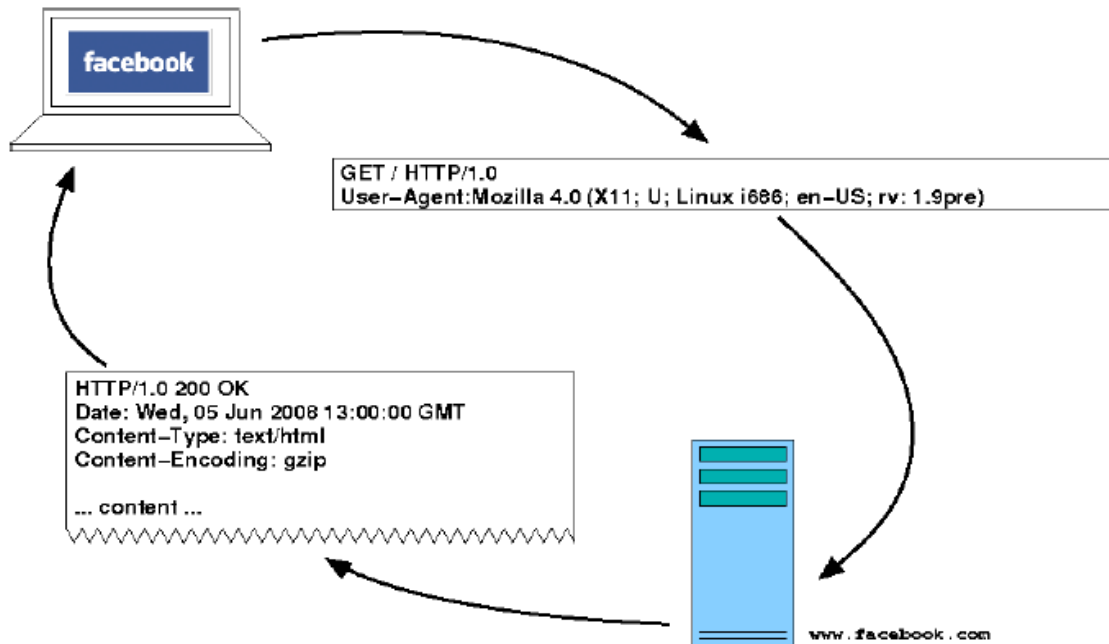 facebook
GET / HTTP/1.0
User-Agent:Mozilla 4.0 (X11; U; Linux i686; en-US; rv: 1.9pre)
HTTP/1.0 200 OK
Date: Wed, 05 Jun 2008 13:00:00 GMT
Content-Type: text/html
Content-Encoding: gzip
... content ...
www.facebook.com